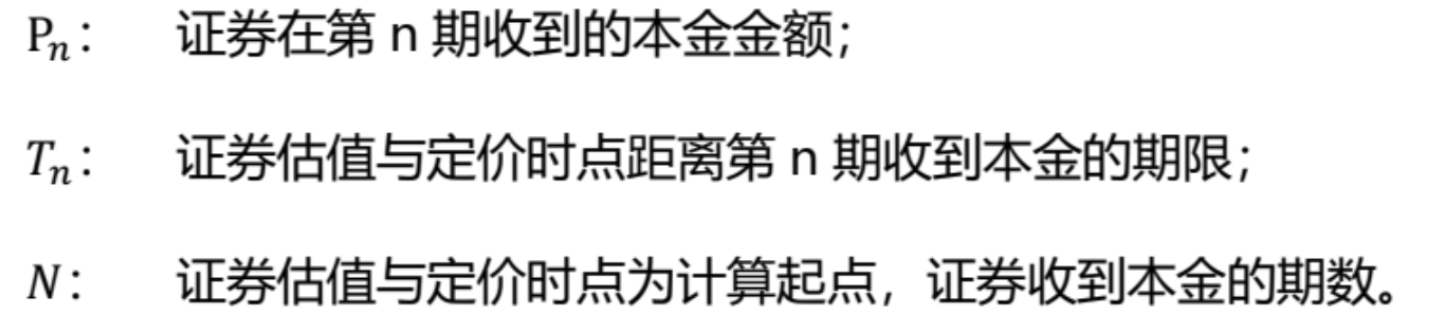 Pₙ： 证券在第 n 期收到的本金金额；
Tₙ： 证券估值与定价时点距离第 n 期收到本金的期限；
N： 证券估值与定价时点为计算起点，证券收到本金的期数。